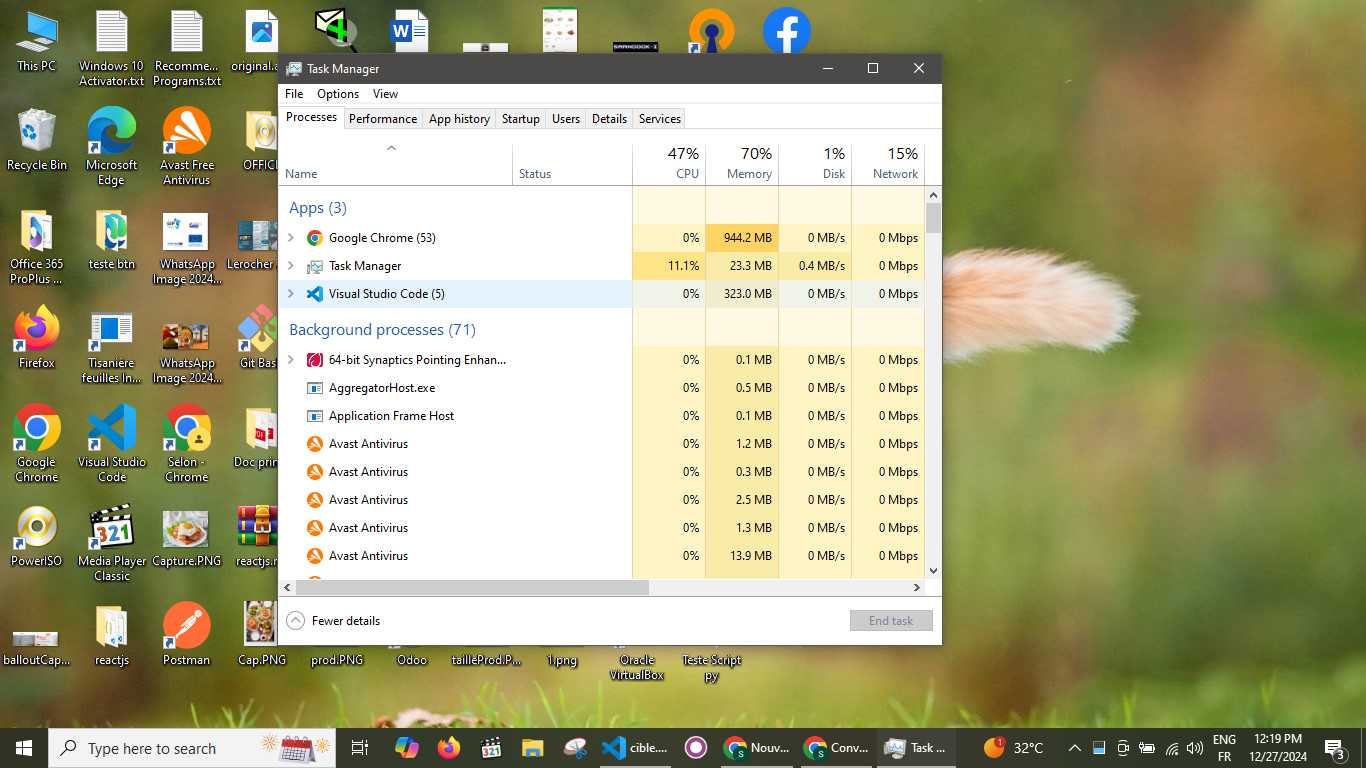 This PC
Windows 10
Activator.txt
Recomme...
Programs.txt
original.a
Task Manager
File Options View
Processes Performance App history Startup Users Details Services
47% 70% 1% 15%
Name Status CPU Memory Disk Network
Apps (3)
Google Chrome (53) 0% 944.2 MB 0 MB/s 0 Mbps
Task Manager 11.1% 23.3 MB 0.4 MB/s 0 Mbps
Visual Studio Code (5) 0% 323.0 MB 0 MB/s 0 Mbps
Background processes (71)
64-bit Synaptics Pointing Enhan... 0% 0.1 MB 0 MB/s 0 Mbps
AggregatorHost.exe 0% 0.5 MB 0 MB/s 0 Mbps
Application Frame Host 0% 0.1 MB 0 MB/s 0 Mbps
Avast Antivirus 0% 1.2 MB 0 MB/s 0 Mbps
Avast Antivirus 0% 0.3 MB 0 MB/s 0 Mbps
Avast Antivirus 0% 2.5 MB 0 MB/s 0 Mbps
Avast Antivirus 0% 1.3 MB 0 MB/s 0 Mbps
Avast Antivirus 0% 13.9 MB 0 MB/s 0 Mbps
Fewer details
End task
Recycle Bin
Microsoft
Edge
Avast Free
Antivirus
OFFICI
Office 365
ProPlus ...
teste btn
WhatsApp
Image 2024...
Lerocher
Firefox
Tisaniere
feuilles In...
WhatsApp
Image 2024...
Git Bas
Google
Chrome
Visual Studio
Code
Selon -
Chrome
Doc prin
PowerISO
Media Player
Classic
Capture.PNG
reactjs.r
balloutCap...
reactjs
Postman
Cap.PNG
prod.PNG
Odoo
tailleProd.P...
1.png
Oracle
VirtualBox
Teste Script
py
Type here to search
cible....
Nouv...
Conv...
Task ...
1
32°C
ENG
FR
12:19 PM
12/27/2024
3